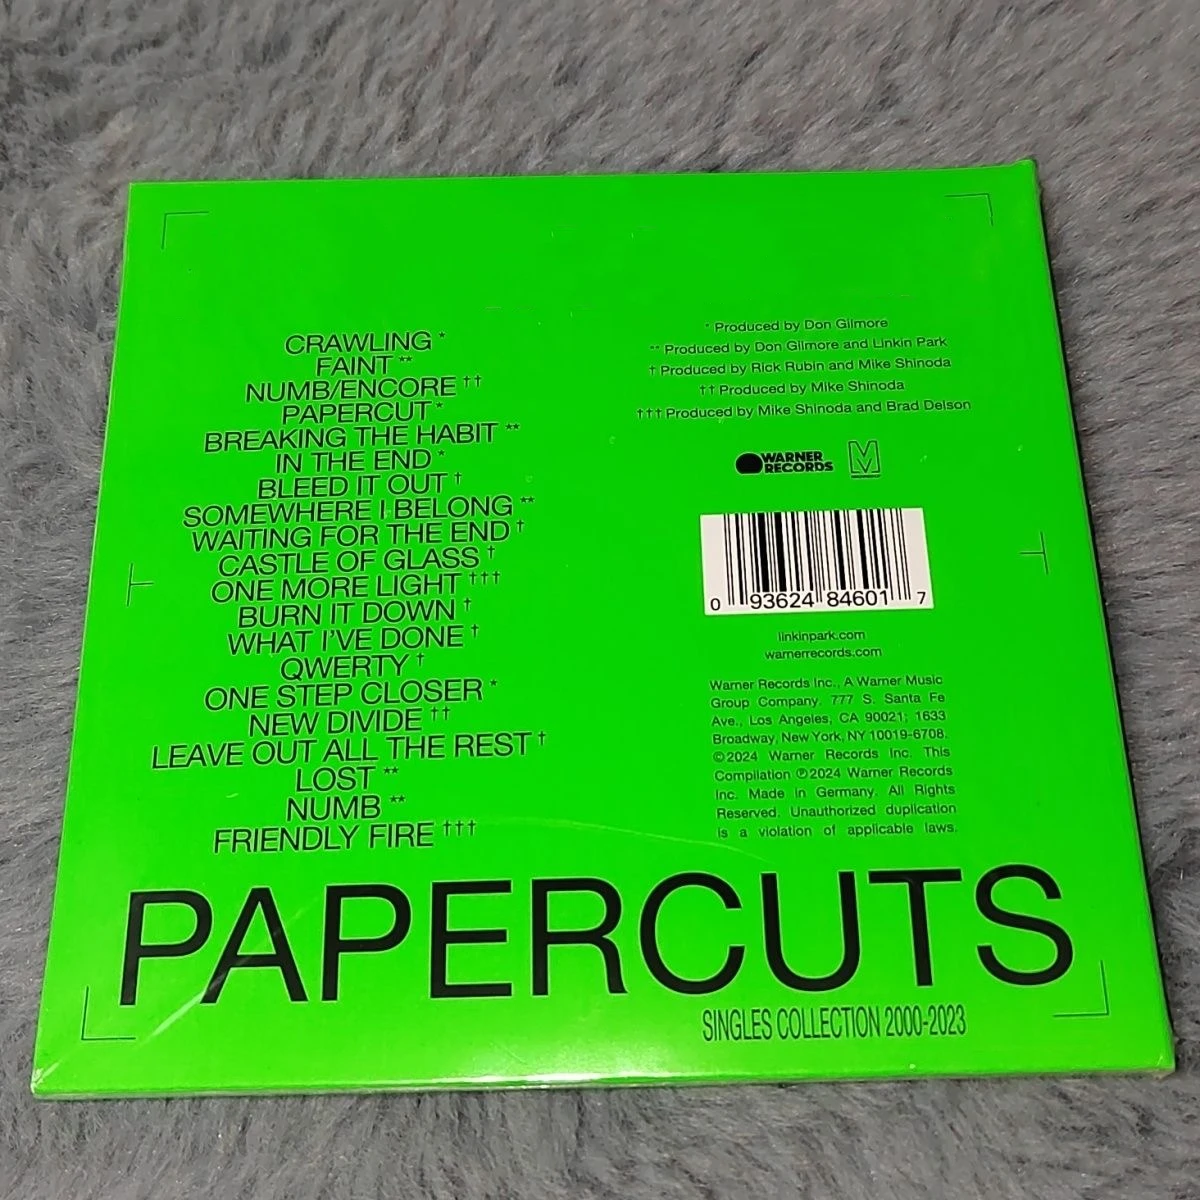 CRAWLING *
FAINT **
NUMB/ENCORE ††
PAPERCUT *
BREAKING THE HABIT **
IN THE END *
BLEED IT OUT †
SOMEWHERE I BELONG **
WAITING FOR THE END †
CASTLE OF GLASS †
ONE MORE LIGHT †††
BURN IT DOWN †
WHAT I'VE DONE †
QWERTY †
ONE STEP CLOSER *
NEW DIVIDE ††
LEAVE OUT ALL THE REST †
LOST **
NUMB **
FRIENDLY FIRE †††
* Produced by Don Gilmore
** Produced by Don Gilmore and Linkin Park
† Produced by Rick Rubin and Mike Shinoda
†† Produced by Mike Shinoda
††† Produced by Mike Shinoda and Brad Delson
WARNER
RECORDS
0 93624 84601 7
linkinpark.com
warnerrecords.com
Warner Records Inc., A Warner Music
Group Company. 777 S. Santa Fe
Ave., Los Angeles, CA 90021; 1633
Broadway, New York, NY 10019-6708.
©2024 Warner Records Inc. This
Compilation ℗2024 Warner Records
Inc. Made in Germany. All Rights
Reserved. Unauthorized duplication
is a violation of applicable laws.
PAPERCUTS
SINGLES COLLECTION 2000-2023